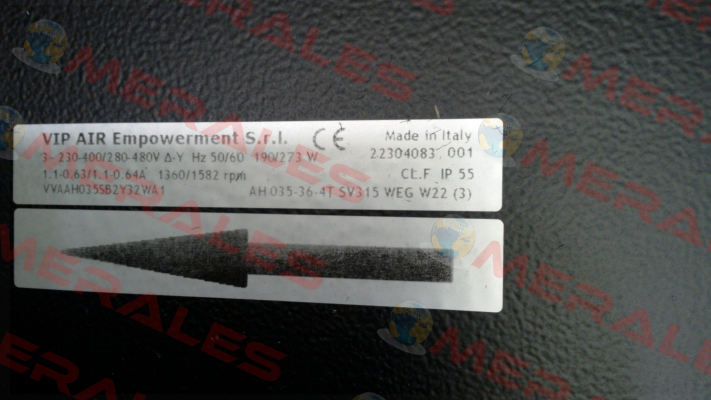 VIP AIR Empowerment S.r.l. CE Made in Italy
3~ 230-400/280-480V Δ-Y Hz 50/60 190/273 W 22304083 001
1.1-0.63/1.1-0.64A 1360/1582 rpm CL.F IP 55
VVAAH035SB2Y32WA1 AH 035-36-4T SV315 WEG W22 (3)
MERALES
MERALES
MERALES
MERALES
MERALES